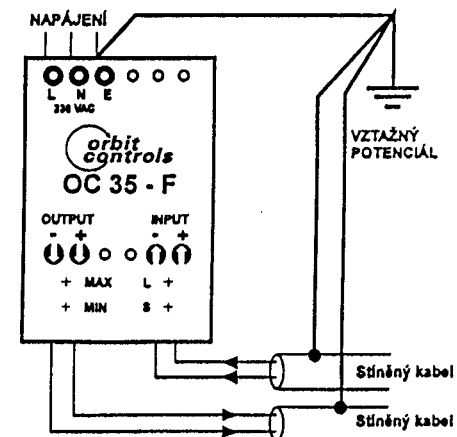 NAPÁJENÍ
L N E
230 VAC
orbit
controls
OC 35 - F
OUTPUT INPUT
- + - +
+ MAX L +
+ MIN S +
VZTAŽNÝ
POTENCIÁL
Stíněný kabel
Stíněný kabel